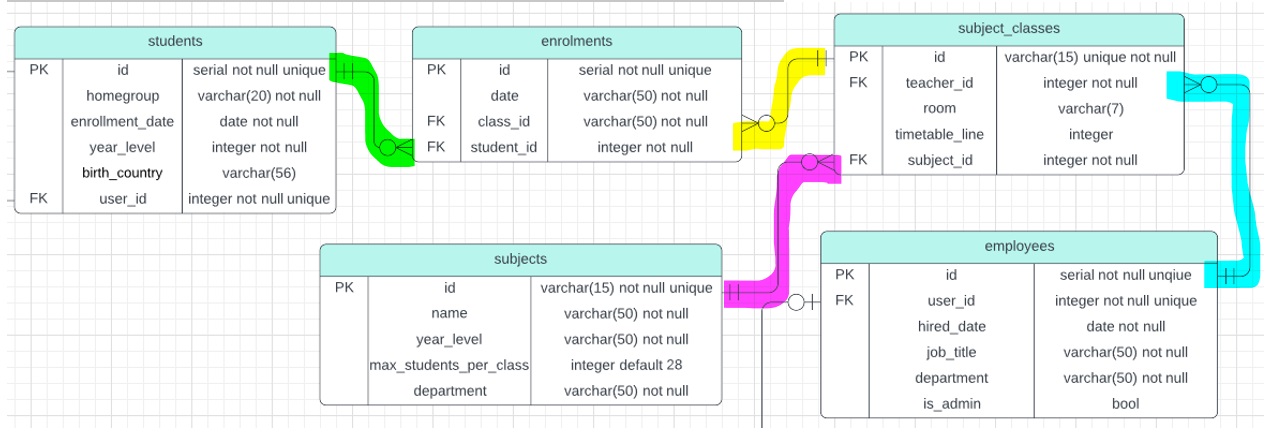 students
PK id serial not null unique
homegroup varchar(20) not null
enrollment_date date not null
year_level integer not null
birth_country varchar(56)
FK user_id integer not null unique
enrolments
PK id serial not null unique
date varchar(50) not null
FK class_id varchar(50) not null
FK student_id integer not null
subject_classes
PK id varchar(15) unique not null
FK teacher_id integer not null
room varchar(7)
timetable_line integer
FK subject_id integer not null
subjects
PK id varchar(15) not null unique
name varchar(50) not null
year_level varchar(50) not null
max_students_per_class integer default 28
department varchar(50) not null
employees
PK id serial not null unqiue
FK user_id integer not null unique
hired_date date not null
job_title varchar(50) not null
department varchar(50) not null
is_admin bool